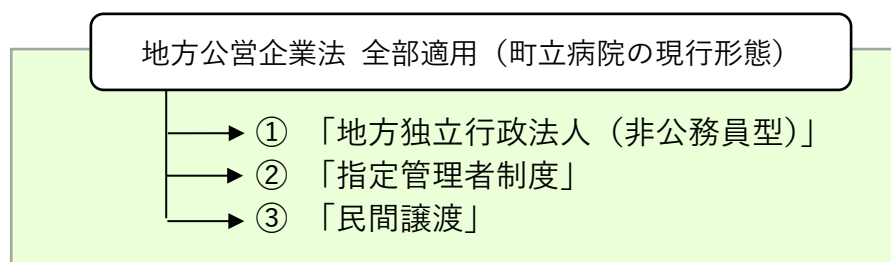 地方公営企業法 全部適用（町立病院の現行形態）
① 「地方独立行政法人（非公務員型）」
② 「指定管理者制度」
③ 「民間譲渡」